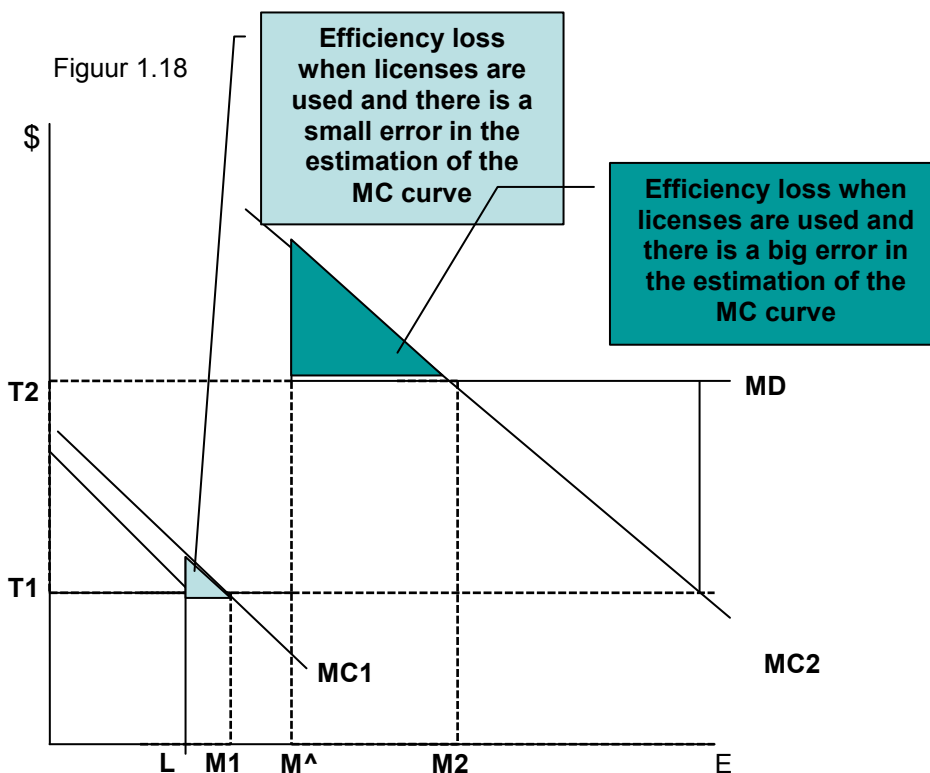 Figuur 1.18
Efficiency loss
when licenses are
used and there is a
small error in the
estimation of the
MC curve
$
Efficiency loss when
licenses are used and
there is a big error in
the estimation of the
MC curve
T2
MD
T1
MC1
MC2
L M1 M^ M2 E